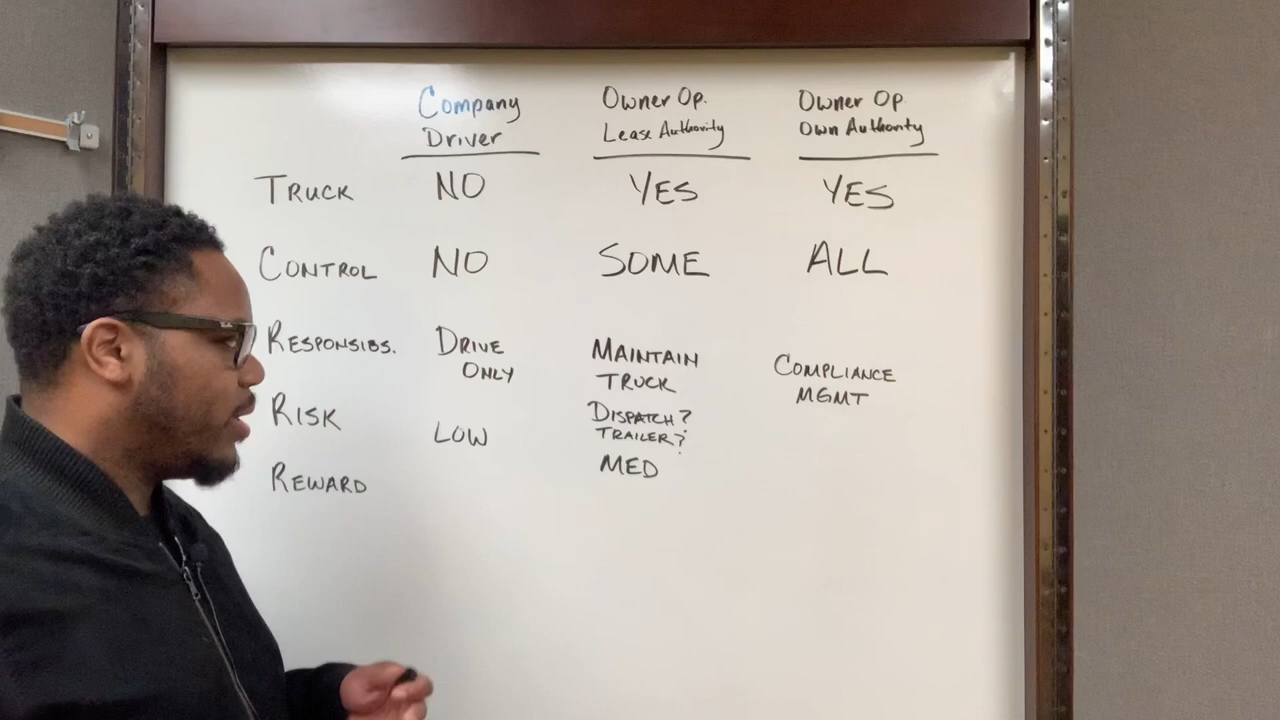 Company Driver
Owner Op. Lease Authority
Owner Op Own Authority
TRUCK NO YES YES
CONTROL NO SOME ALL
RESPONSIBS. DRIVE ONLY
MAINTAIN TRUCK
DISPATCH?
TRAILER?
COMPLIANCE MGMT
RISK LOW MED
REWARD